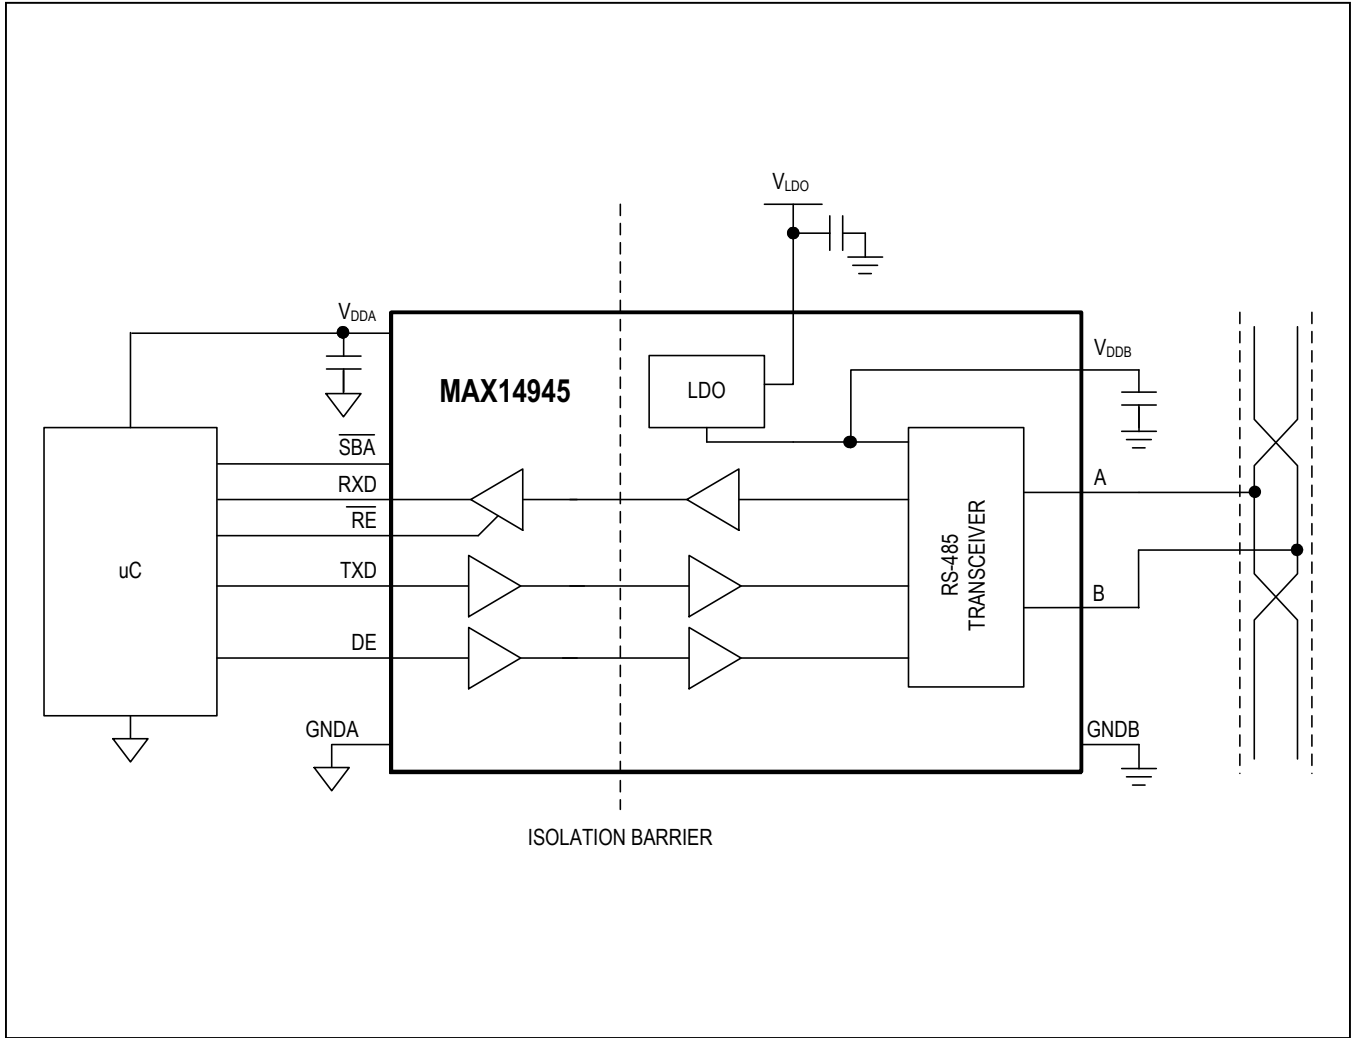 VLDO
VDDA
VDDB
MAX14945
LDO
SBA
RXD
RE
TXD
DE
uC
RS-485
TRANSCEIVER
A
B
GNDA
GNDB
ISOLATION BARRIER